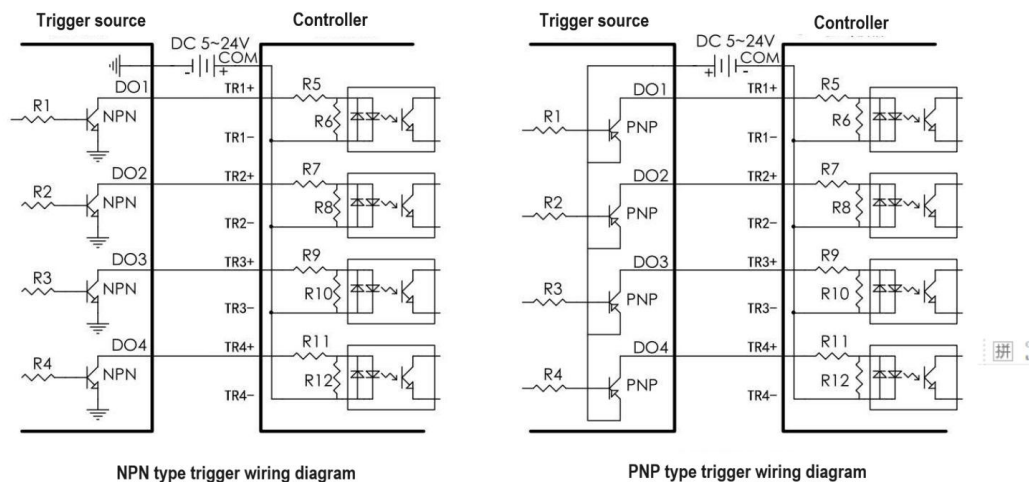 Trigger source
Controller
DC 5~24V
COM
- +
DO1
TR1+
R5
R1
NPN
R6
TR1-
DO2
TR2+
R7
R2
NPN
R8
TR2-
DO3
TR3+
R9
R3
NPN
R10
TR3-
DO4
TR4+
R11
R4
NPN
R12
TR4-
NPN type trigger wiring diagram
Trigger source
Controller
DC 5~24V
COM
+ -
DO1
TR1+
R5
R1
PNP
R6
TR1-
DO2
TR2+
R7
R2
PNP
R8
TR2-
DO3
TR3+
R9
R3
PNP
R10
TR3-
DO4
TR4+
R11
R4
PNP
R12
TR4-
PNP type trigger wiring diagram
拼